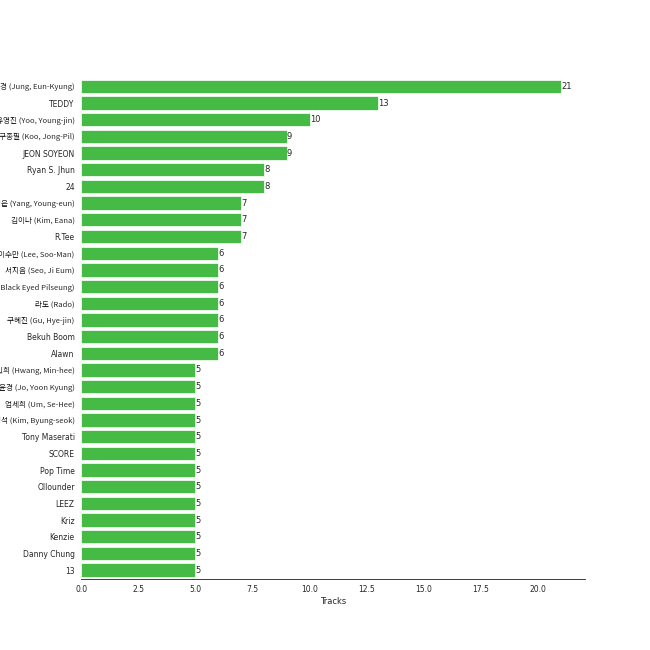 경 (Jung, Eun-Kyung) 21
TEDDY 13
유영진 (Yoo, Young-jin) 10
구종필 (Koo, Jong-Pil) 9
JEON SOYEON 9
Ryan S. Jhun 8
24 8
(Yang, Young-eun) 7
김이나 (Kim, Eana) 7
R.Tee 7
이수만 (Lee, Soo-Man) 6
서지음 (Seo, Ji Eum) 6
Black Eyed Pilseung) 6
라도 (Rado) 6
구혜진 (Gu, Hye-jin) 6
Bekuh Boom 6
Alawn 6
희 (Hwang, Min-hee) 5
윤경 (Jo, Yoon Kyung) 5
엄세희 (Um, Se-Hee) 5
석 (Kim, Byung-seok) 5
Tony Maserati 5
SCORE 5
Pop Time 5
Ollounder 5
LEEZ 5
Kriz 5
Kenzie 5
Danny Chung 5
13 5
0.0 2.5 5.0 7.5 10.0 12.5 15.0 17.5 20.0
Tracks